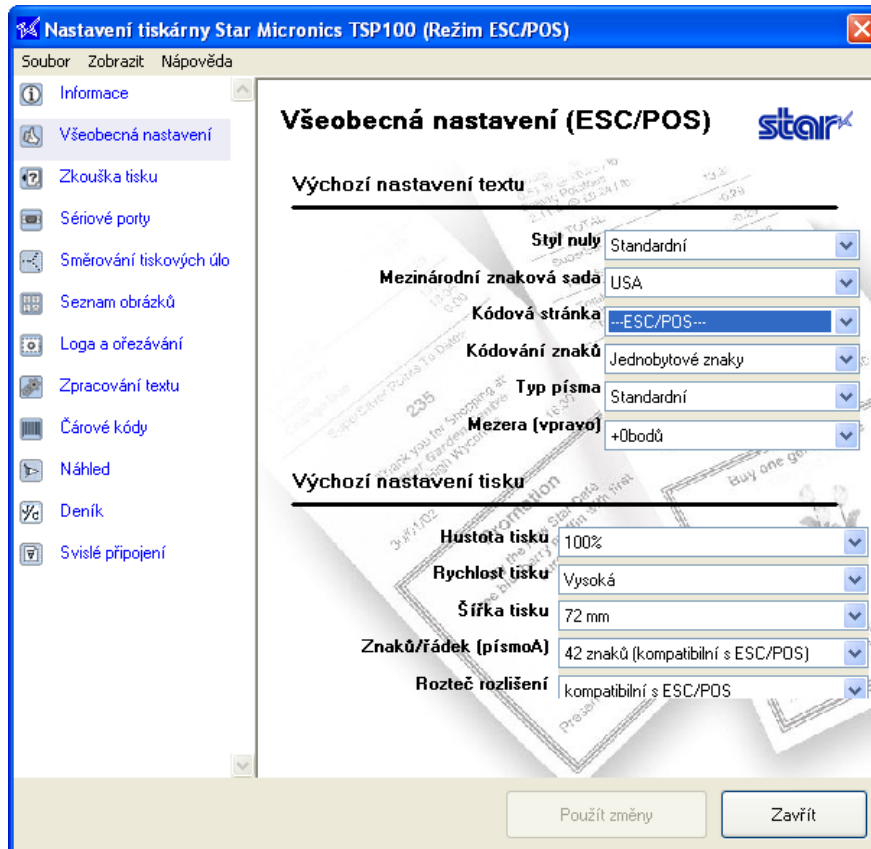 Nastavení tiskárny Star Micronics TSP100 (Režim ESC/POS)
Soubor Zobrazit Nápověda
Informace
Všeobecná nastavení
Zkouška tisku
Sériové porty
Směrování tiskových úlo
Seznam obrázků
Loga a ořezávání
Zpracování textu
Čárové kódy
Náhled
Deník
Svislé připojení
Všeobecná nastavení (ESC/POS)
star
Výchozí nastavení textu
Styl nuly Standardní
Mezinárodní znaková sada USA
Kódová stránka ---ESC/POS---
Kódování znaků Jednobytové znaky
Typ písma Standardní
Mezera (vpravo) +0bodů
Výchozí nastavení tisku
Hustota tisku 100%
Rychlost tisku Vysoká
Šířka tisku 72 mm
Znaků/řádek (písmoA) 42 znaků (kompatibilní s ESC/POS)
Rozteč rozlišení kompatibilní s ESC/POS
Použít změny Zavřít